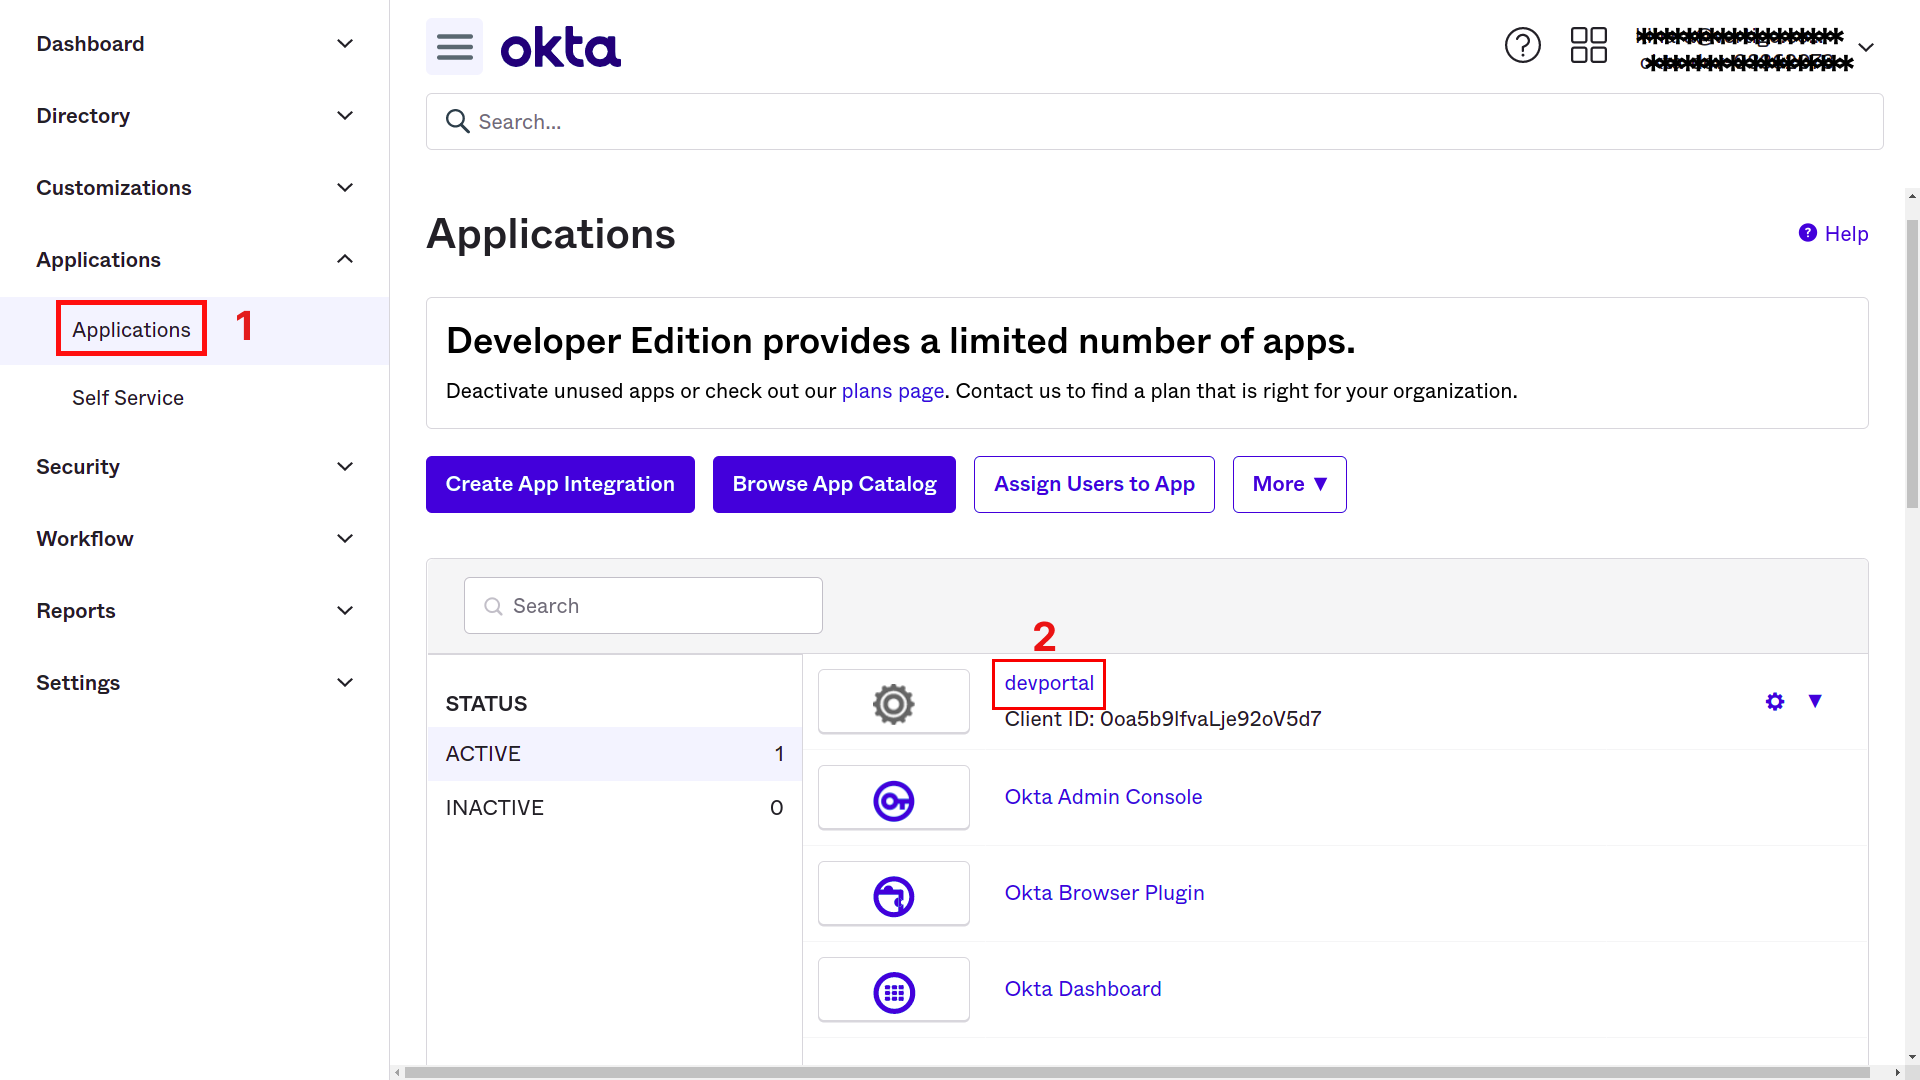 Dashboard
Directory
Customizations
Applications
Applications
1
Self Service
Security
Workflow
Reports
Settings
okta
Search...
Applications
Help
Developer Edition provides a limited number of apps.
Deactivate unused apps or check out our plans page. Contact us to find a plan that is right for your organization.
Create App Integration
Browse App Catalog
Assign Users to App
More ▼
Search
STATUS
ACTIVE 1
INACTIVE 0
2
devportal
Client ID: 0oa5b9lfvaLje92oV5d7
Okta Admin Console
Okta Browser Plugin
Okta Dashboard